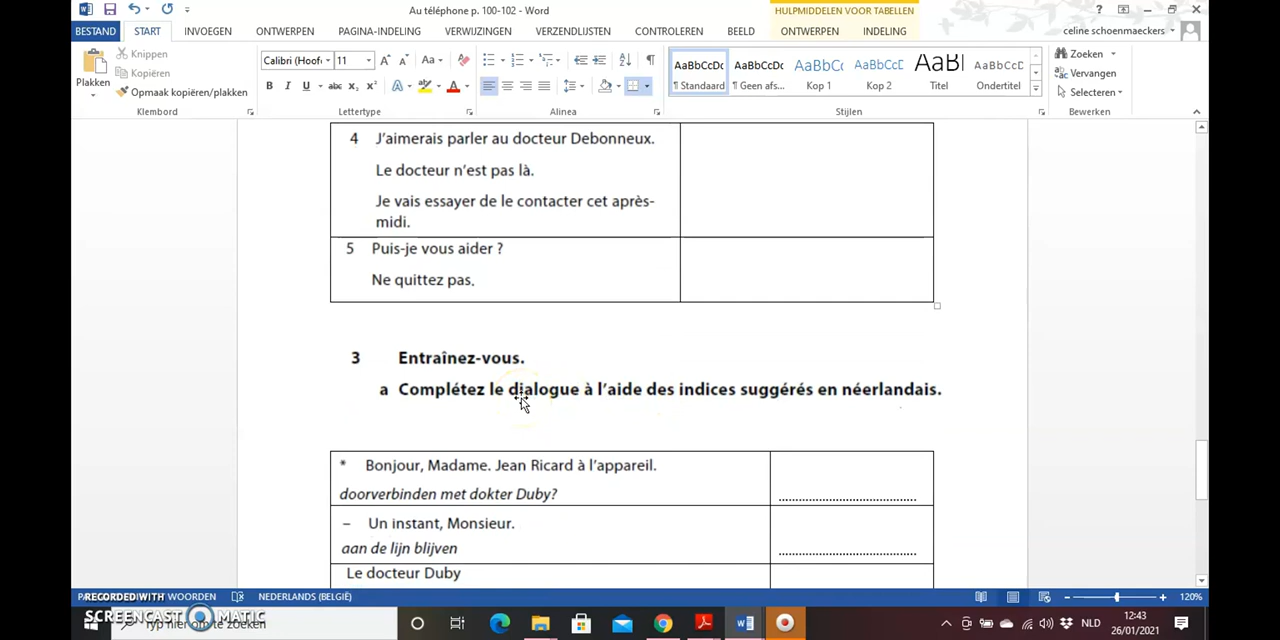 Au téléphone p. 100-102 - Word
HULPMIDDELEN VOOR TABELLEN
BESTAND START INVOEGEN ONTWERPEN PAGINA-INDELING VERWIJZINGEN VERZENDLIJSTEN CONTROLEREN BEELD ONTWERPEN INDELING celine schoenmaeckers
Plakken
Knippen
Kopiëren
Opmaak kopiëren/plakken
Klembord
Calibri (Hoof 11
Lettertype
Alinea
AaBbCcDc AaBbCcDc AaBbCc AaBbCcD AaBl AaBbCcD
¶ Standaard ¶ Geen afs... Kop 1 Kop 2 Titel Ondertitel
Stijlen
Zoeken
Vervangen
Selecteren
Bewerken
4 J'aimerais parler au docteur Debonneux.
Le docteur n'est pas là.
Je vais essayer de le contacter cet après-
midi.
5 Puis-je vous aider ?
Ne quittez pas.
3 Entraînez-vous.
a Complétez le dialogue à l'aide des indices suggérés en néerlandais.
* Bonjour, Madame. Jean Ricard à l'appareil.
doorverbinden met dokter Duby?
– Un instant, Monsieur.
aan de lijn blijven
Le docteur Duby
WOORDEN NEDERLANDS (BELGIË) 120%
RECORDED WITH
SCREENCAST MATIC
Typ hier om te zoeken
NLD
12:43
26/01/2021